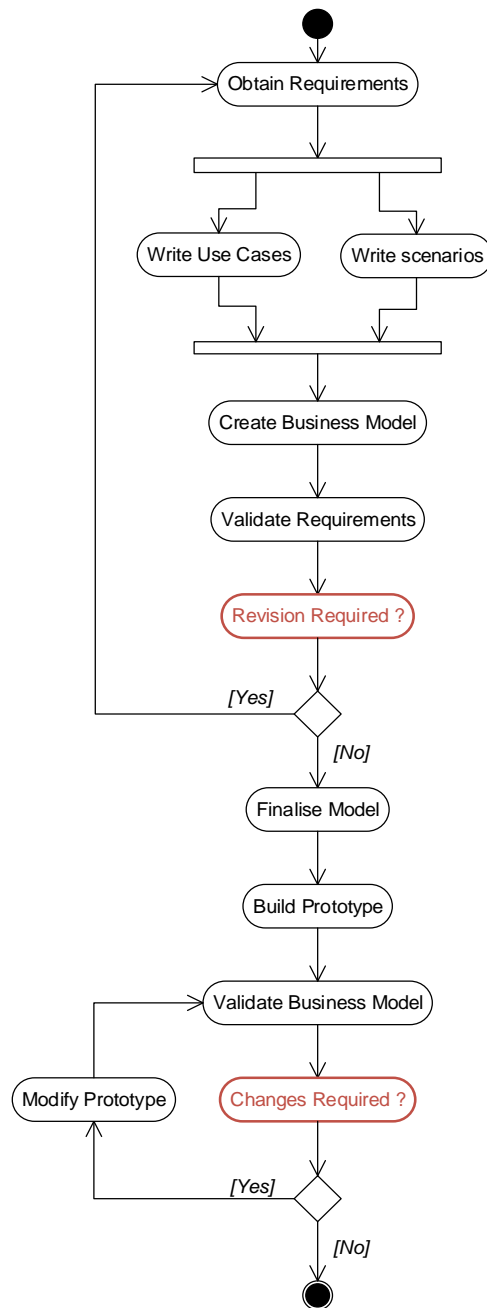 Obtain Requirements
Write Use Cases
Write scenarios
Create Business Model
Validate Requirements
Revision Required ?
[Yes]
[No]
Finalise Model
Build Prototype
Validate Business Model
Modify Prototype
Changes Required ?
[Yes]
[No]